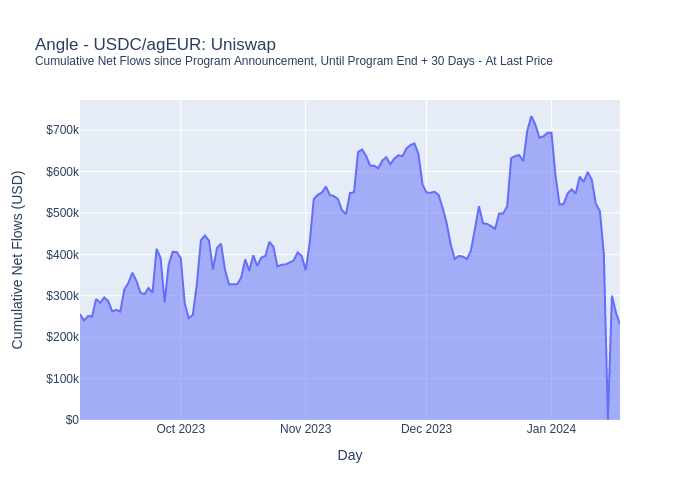 Angle - USDC/agEUR: Uniswap
Cumulative Net Flows since Program Announcement, Until Program End + 30 Days - At Last Price
Cumulative Net Flows (USD)
$700k
$600k
$500k
$400k
$300k
$200k
$100k
$0
Oct 2023
Nov 2023
Dec 2023
Jan 2024
Day